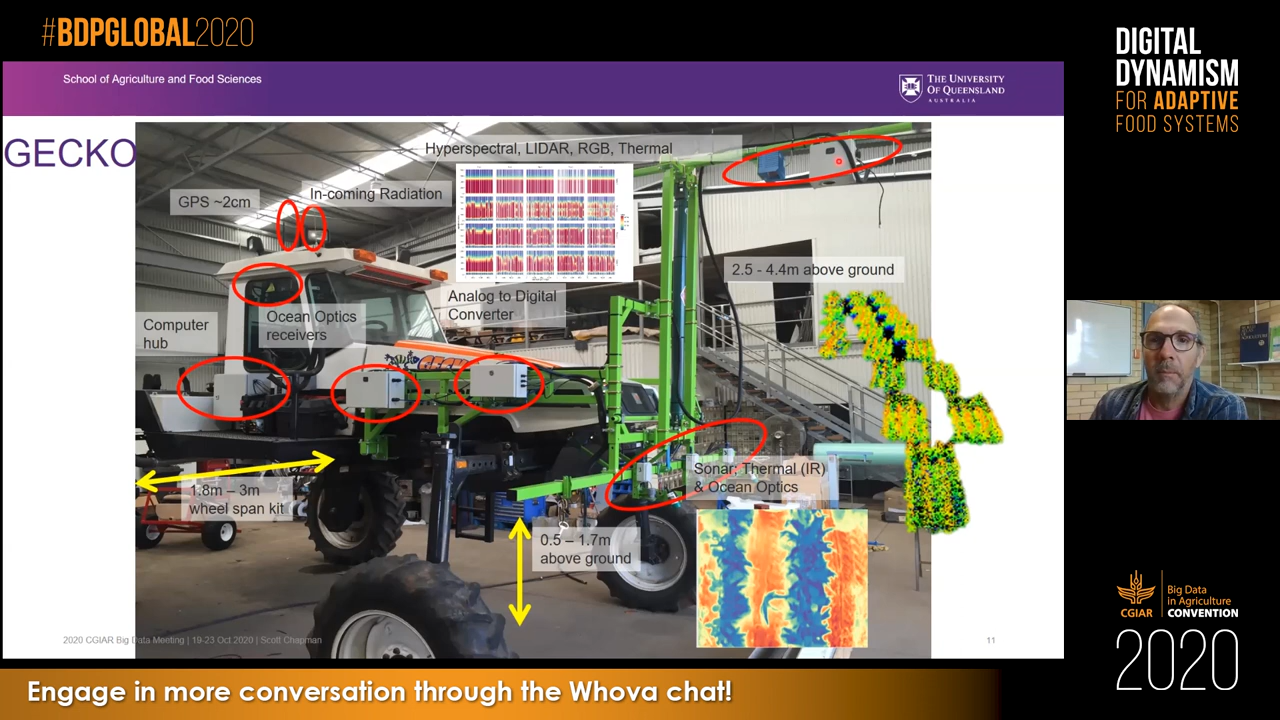 #BDPGLOBAL2020
DIGITAL
DYNAMISM
FOR ADAPTIVE
FOOD SYSTEMS
School of Agriculture and Food Sciences
THE UNIVERSITY
OF QUEENSLAND
AUSTRALIA
GECKO
Hyperspectral, LIDAR, RGB, Thermal
GPS ~2cm
In-coming Radiation
2.5 - 4.4m above ground
Analog to Digital
Converter
Ocean Optics
receivers
Computer
hub
Sonar; Thermal (IR)
& Ocean Optics
1.8m – 3m
wheel span kit
0.5 – 1.7m
above ground
2020 CGIAR Big Data Meeting | 19-23 Oct 2020 | Scott Chapman
11
CGIAR
Big Data
in Agriculture
CONVENTION
2020
Engage in more conversation through the Whova chat!